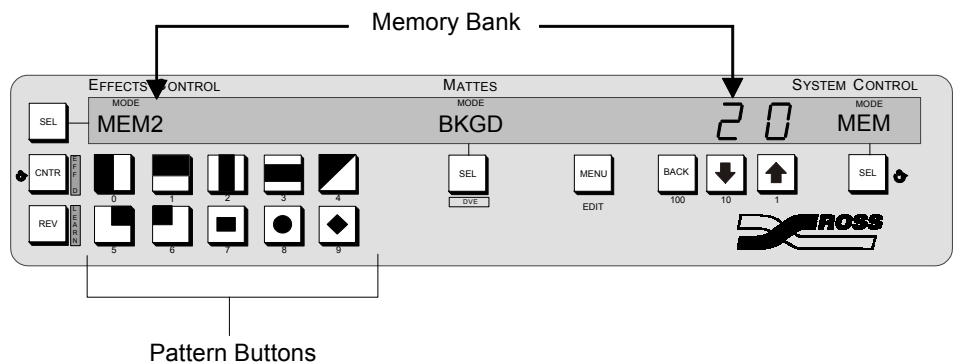 Memory Bank
EFFECTS CONTROL MATTES SYSTEM CONTROL
MODE MODE MODE
SEL MEM2 BKGD 20 MEM
CNTR EFF D SEL MENU BACK SEL
0 1 2 3 4 DVE EDIT 100 10 1
REV LEARN ROSS
5 6 7 8 9
Pattern Buttons